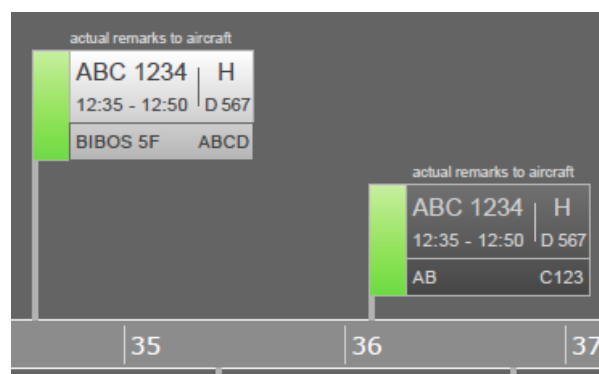 actual remarks to aircraft
ABC 1234 H
12:35 - 12:50 D 567
BIBOS 5F ABCD
actual remarks to aircraft
ABC 1234 H
12:35 - 12:50 D 567
AB C123
35 36 37